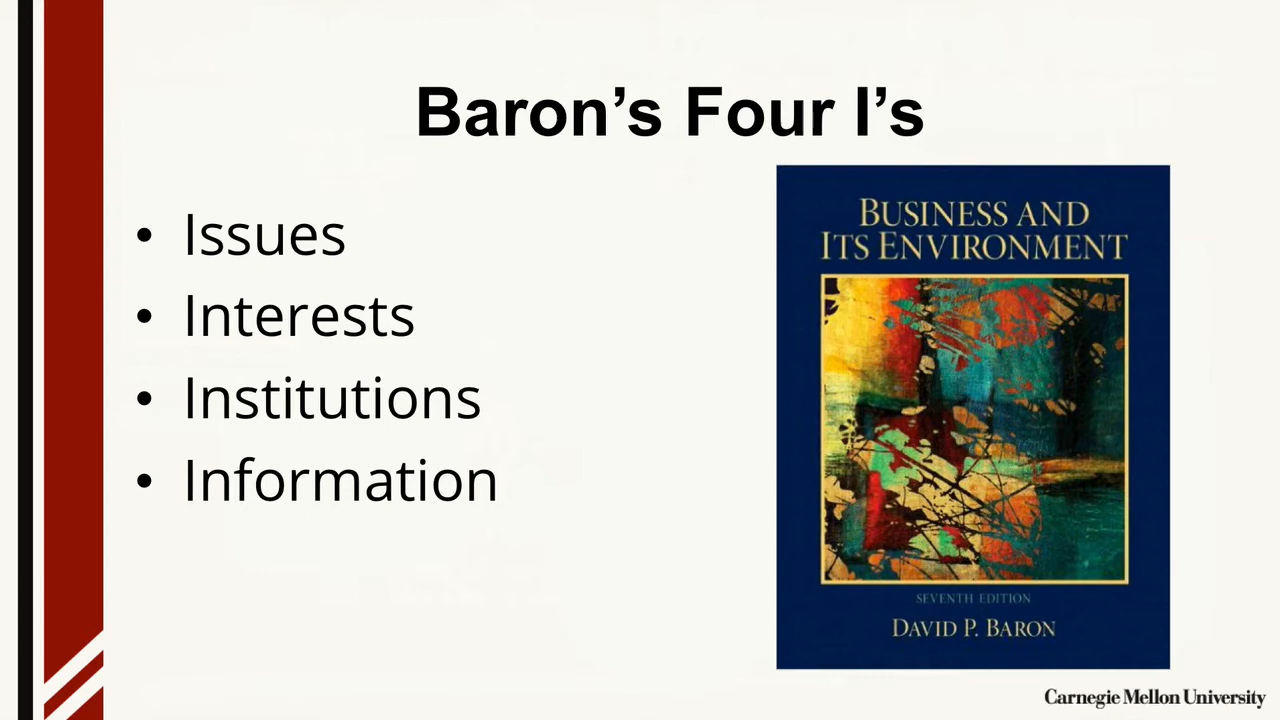 Baron’s Four I’s
• Issues
• Interests
• Institutions
• Information
BUSINESS AND
ITS ENVIRONMENT
SEVENTH EDITION
DAVID P. BARON
Carnegie Mellon University